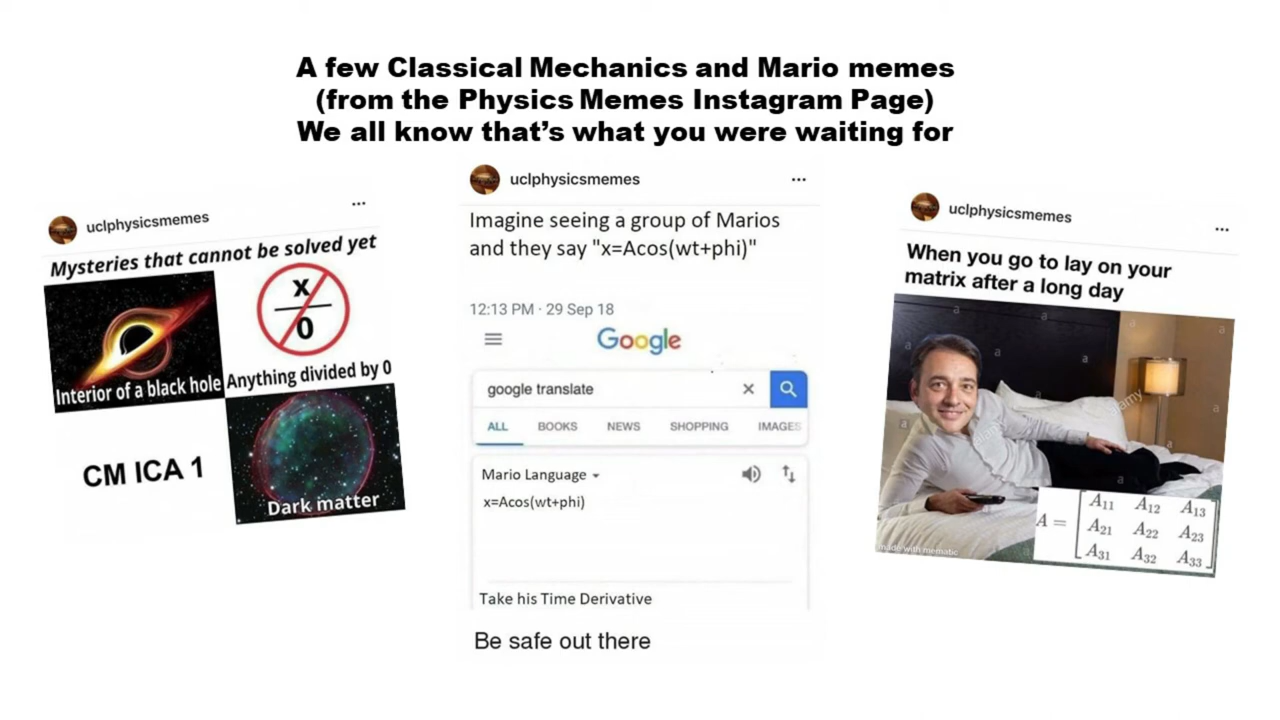 A few Classical Mechanics and Mario memes
(from the Physics Memes Instagram Page)
We all know that's what you were waiting for
uclphysicsmemes
Mysteries that cannot be solved yet
x
0
Interior of a black hole
Anything divided by 0
CM ICA 1
Dark matter
uclphysicsmemes
Imagine seeing a group of Marios
and they say "x=Acos(wt+phi)"
12:13 PM · 29 Sep 18
Google
google translate
ALL BOOKS NEWS SHOPPING IMAGES
Mario Language
x=Acos(wt+phi)
Take his Time Derivative
Be safe out there
uclphysicsmemes
When you go to lay on your
matrix after a long day
alamy
A =
A11 A12 A13
A21 A22 A23
A31 A32 A33
made with mematic